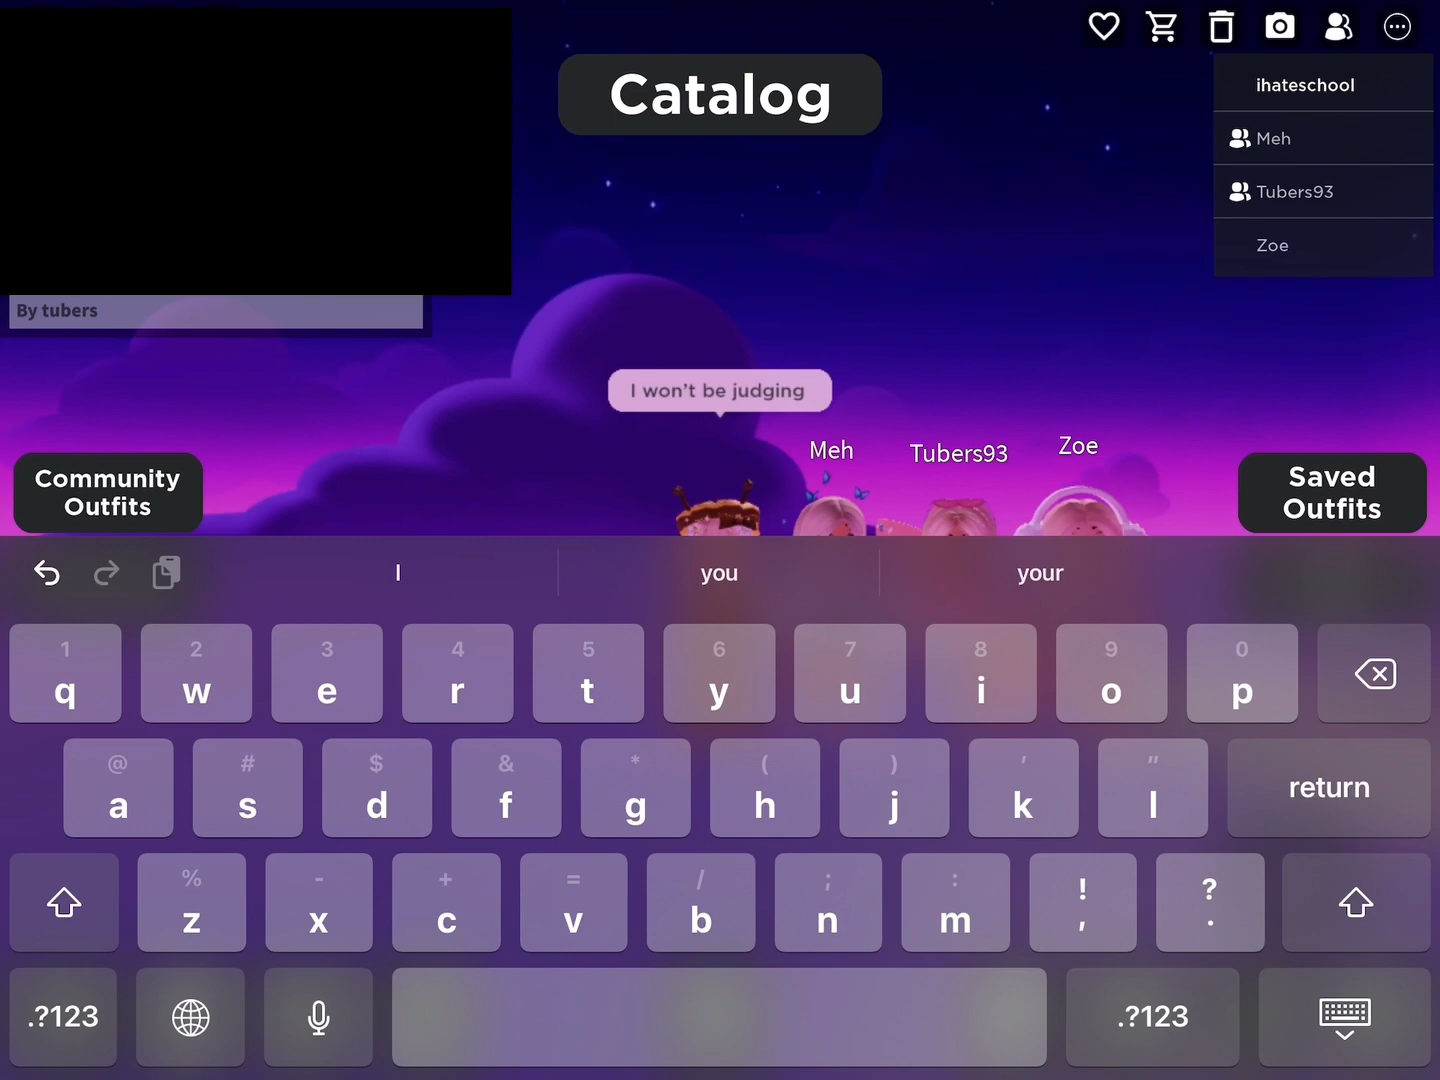 Catalog
ihateschool
Meh
Tubers93
Zoe
By tubers
I won't be judging
Meh
Tubers93
Zoe
Community
Outfits
Saved
Outfits
I
you
your
1 2 3 4 5 6 7 8 9 0
q w e r t y u i o p
@ # $ & * ( ) ' "
a s d f g h j k l return
% - + = / ; : ! ?
z x c v b n m , .
.?123 .?123